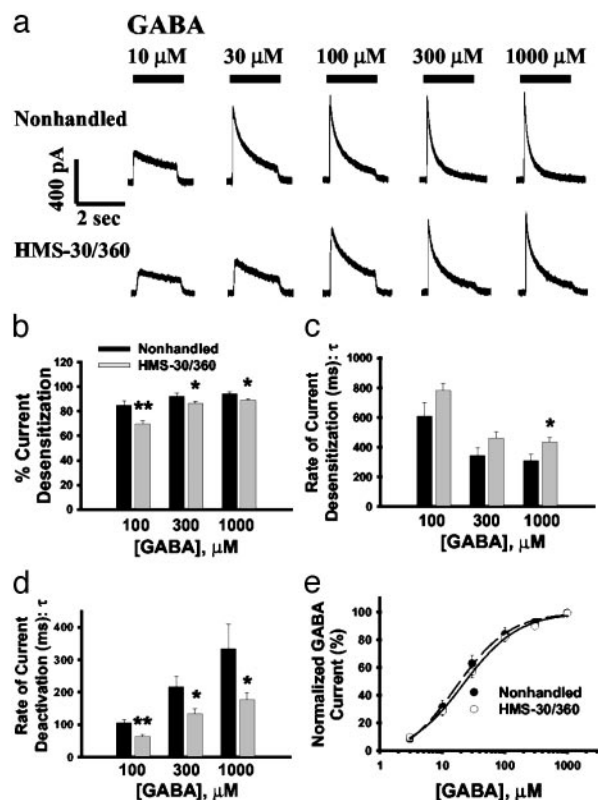 a
GABA
10 μM 30 μM 100 μM 300 μM 1000 μM
Nonhandled
400 pA
2 sec
HMS-30/360
b
Nonhandled
HMS-30/360
% Current
Desensitization
120
100
80
60
40
20
0
** * *
100 300 1000
[GABA], μM
c
Rate of Current
Desitization (ms): τ
1000
800
600
400
200
0
*
100 300 1000
[GABA], μM
d
Rate of Current
Deactivation (ms): τ
400
300
200
100
0
** * *
100 300 1000
[GABA], μM
e
Normalized GABA
Current (%)
100
80
60
40
20
0
Nonhandled
HMS-30/360
1 10 100 1000
[GABA], μM